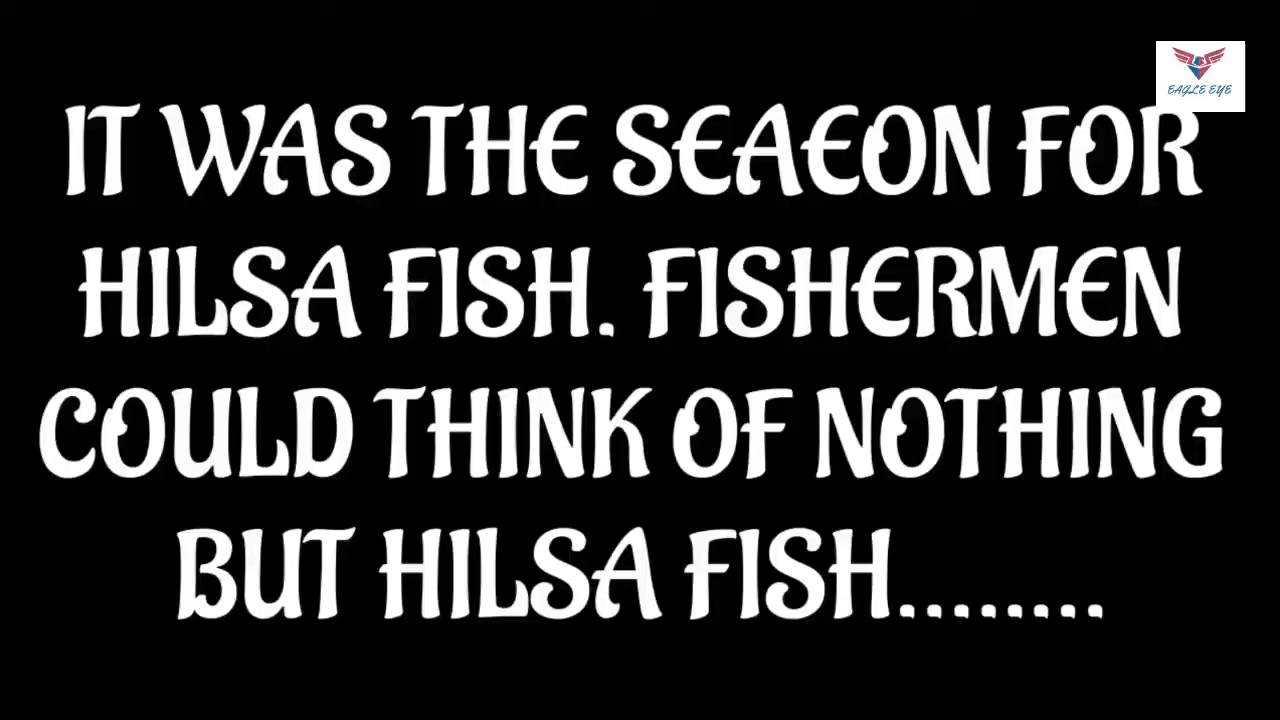 EAGLE EYE
IT WAS THE SEAEON FOR
HILSA FISH. FISHERMEN
COULD THINK OF NOTHING
BUT HILSA FISH........